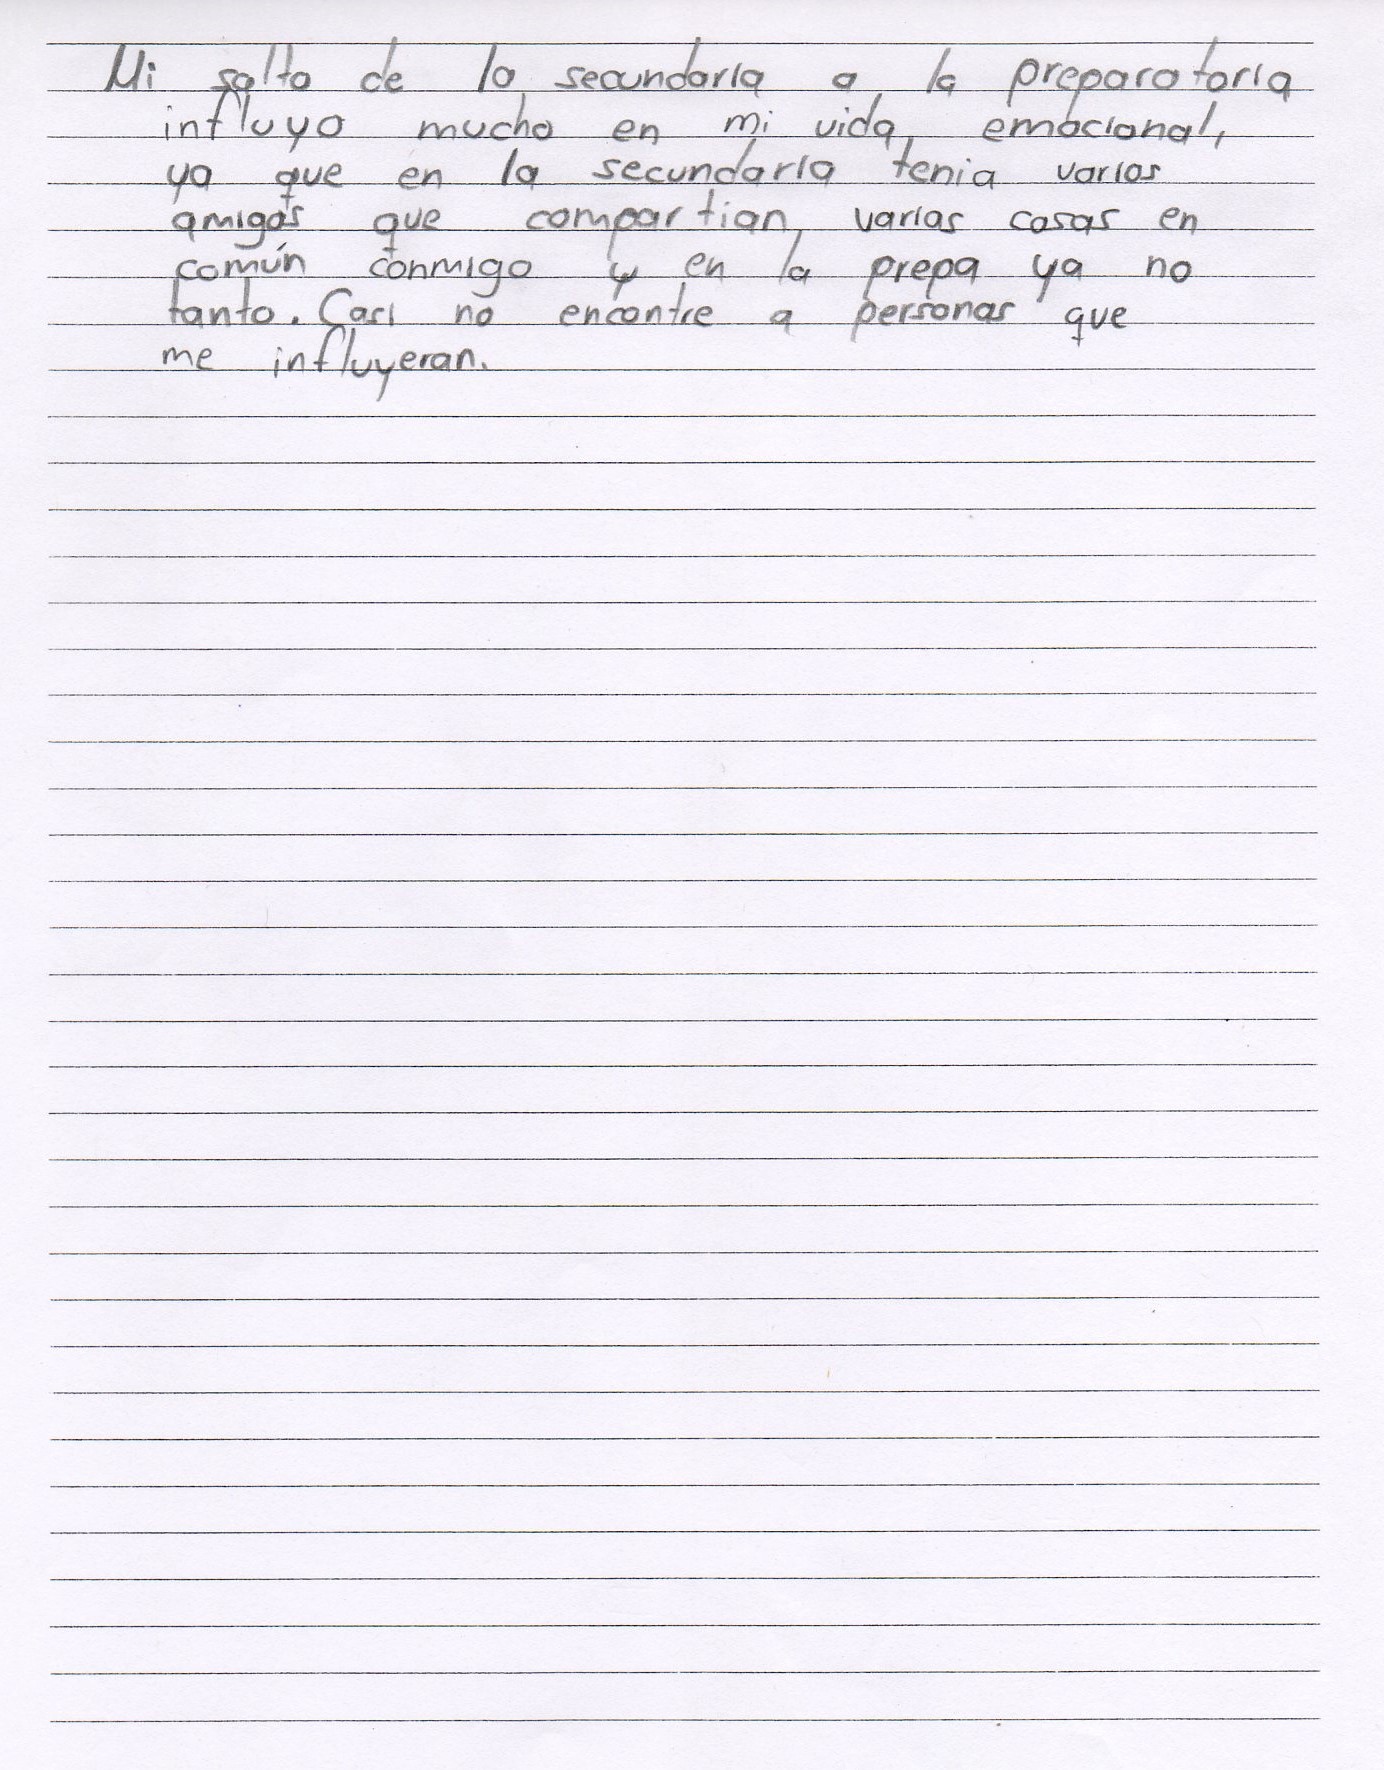 Mi salto de la secundaria a la preparatoria
influyo mucho en mi vida emocional,
ya que en la secundaria tenia varios
amigos que compartian varias cosas en
común conmigo y en la prepa ya no
tanto. Casi no encontre a personas que
me influyeran.